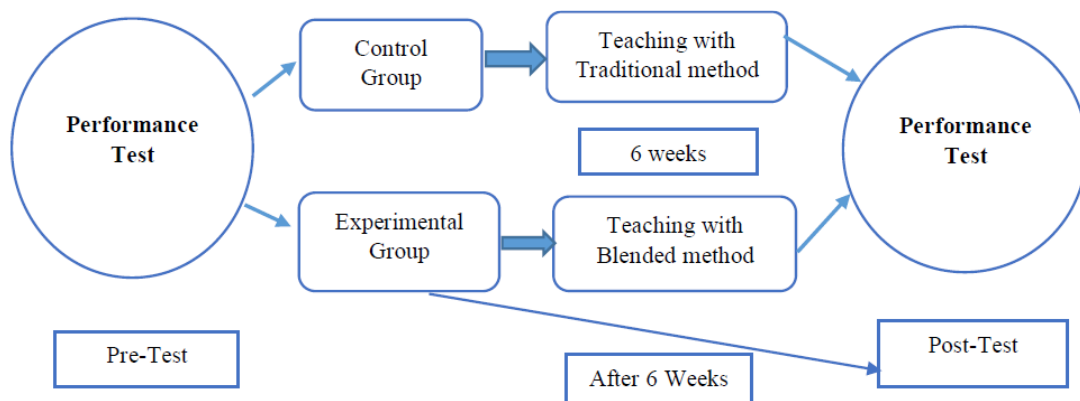 Performance
Test
Control
Group
Teaching with
Traditional method
Performance
Test
6 weeks
Experimental
Group
Teaching with
Blended method
Pre-Test
After 6 Weeks
Post-Test